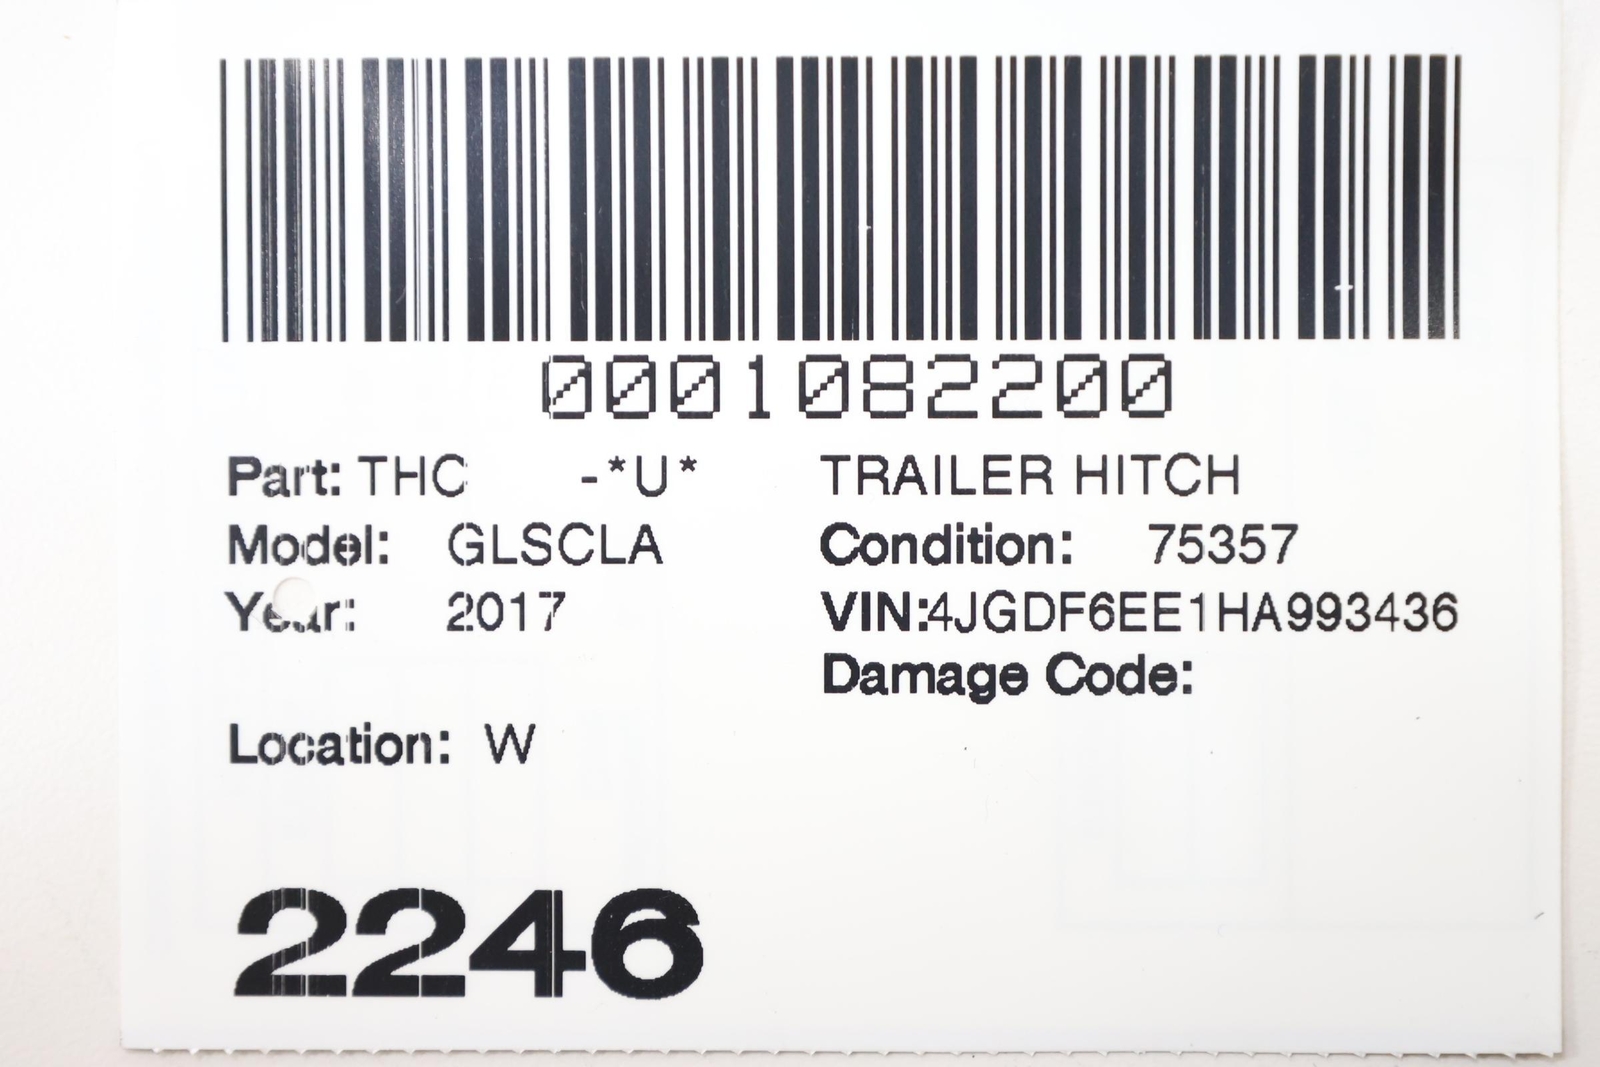 0001082200
Part: THC -*U* TRAILER HITCH
Model: GLSCLA Condition: 75357
Year: 2017 VIN:4JGDF6EE1HA993436
Damage Code:
Location: W
2246